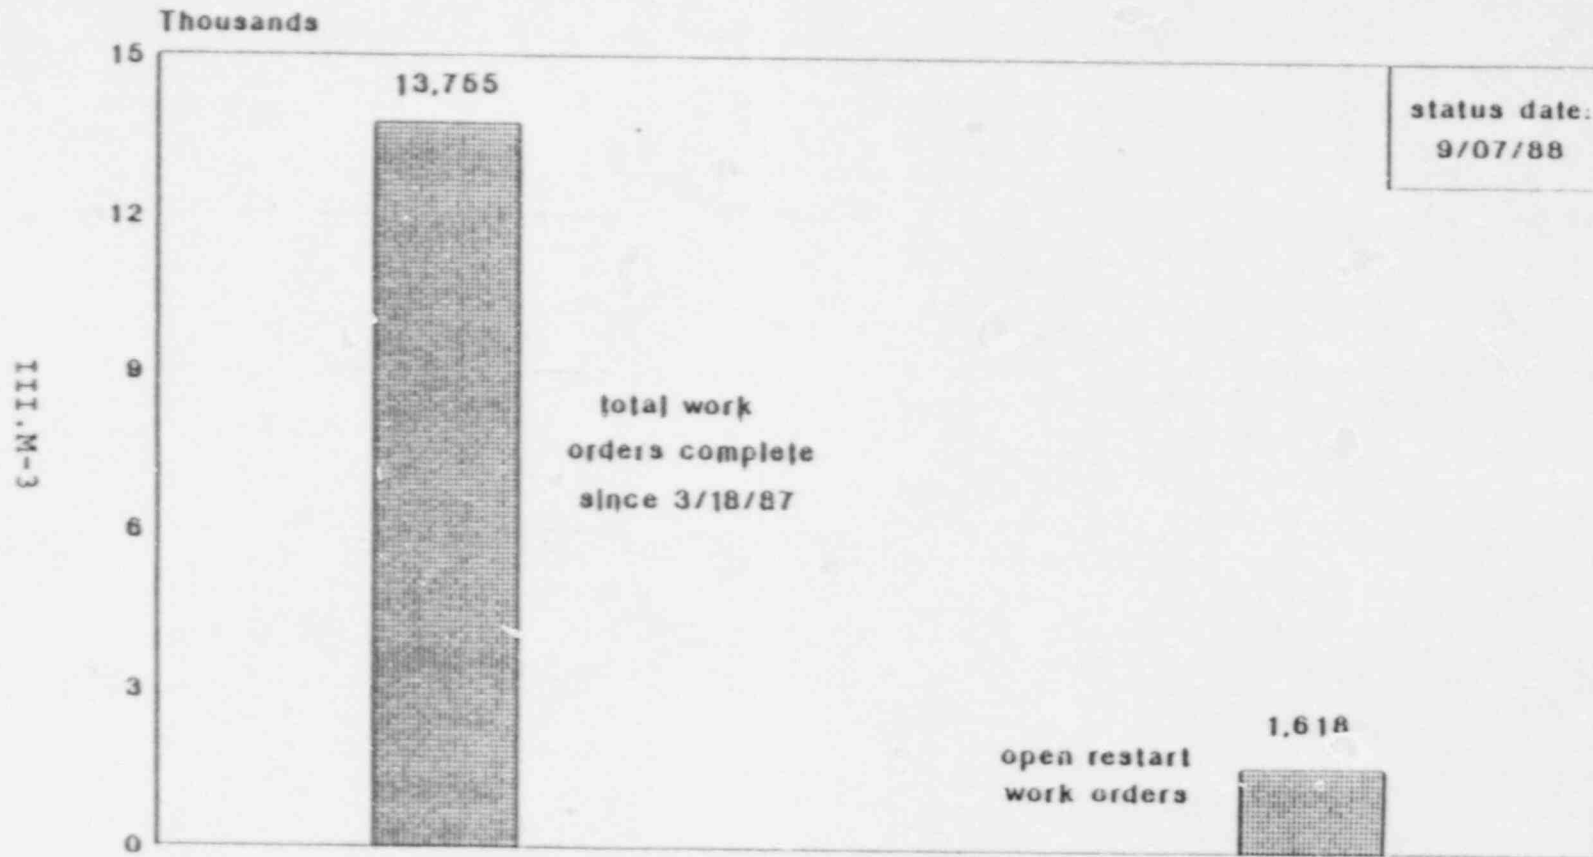 Thousands
15
13,755
status date:
9/07/88
12
9
total work
orders complete
since 3/18/87
6
3
1,618
open restart
work orders
0
III.M-3